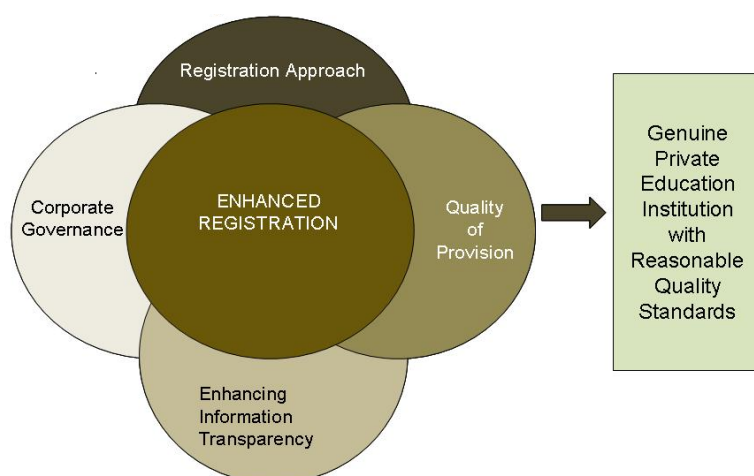 Registration Approach
Corporate
Governance
ENHANCED
REGISTRATION
Quality
of
Provision
Enhancing
Information
Transparency
Genuine
Private
Education
Institution
with
Reasonable
Quality
Standards